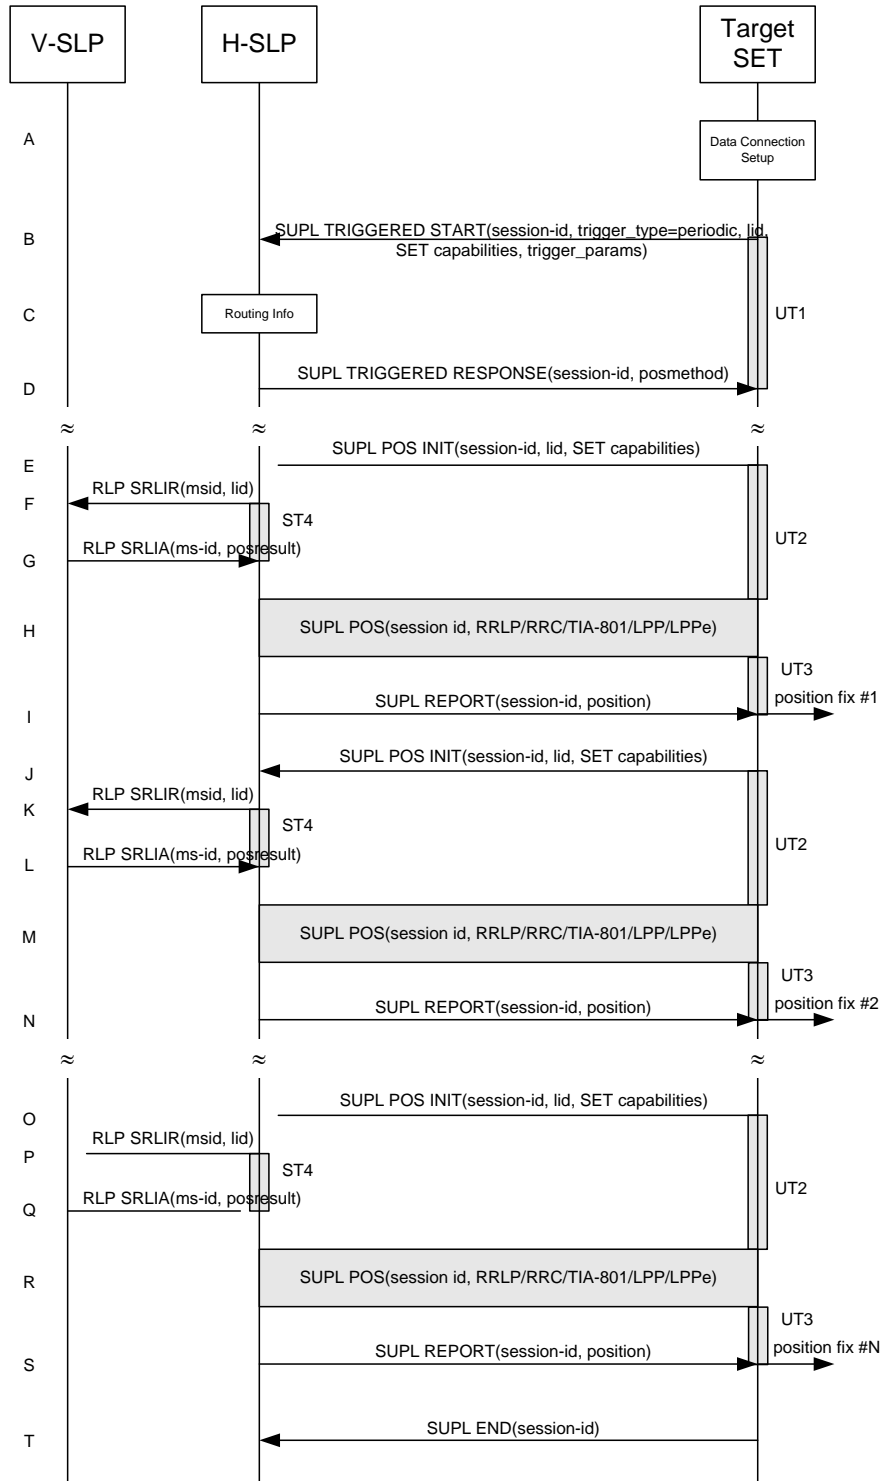 V-SLP
H-SLP
Target
SET
A
Data Connection
Setup
B
SUPL TRIGGERED START(session-id, trigger_type=periodic, lid,
SET capabilities, trigger_params)
C
Routing Info
UT1
D
SUPL TRIGGERED RESPONSE(session-id, posmethod)
≈
≈
≈
E
SUPL POS INIT(session-id, lid, SET capabilities)
F
RLP SRLIR(msid, lid)
ST4
UT2
G
RLP SRLIA(ms-id, posresult)
H
SUPL POS(session id, RRLP/RRC/TIA-801/LPP/LPPe)
UT3
I
SUPL REPORT(session-id, position)
position fix #1
J
SUPL POS INIT(session-id, lid, SET capabilities)
K
RLP SRLIR(msid, lid)
ST4
UT2
L
RLP SRLIA(ms-id, posresult)
M
SUPL POS(session id, RRLP/RRC/TIA-801/LPP/LPPe)
UT3
N
SUPL REPORT(session-id, position)
position fix #2
≈
≈
≈
O
SUPL POS INIT(session-id, lid, SET capabilities)
P
RLP SRLIR(msid, lid)
ST4
UT2
Q
RLP SRLIA(ms-id, posresult)
R
SUPL POS(session id, RRLP/RRC/TIA-801/LPP/LPPe)
UT3
S
SUPL REPORT(session-id, position)
position fix #N
T
SUPL END(session-id)